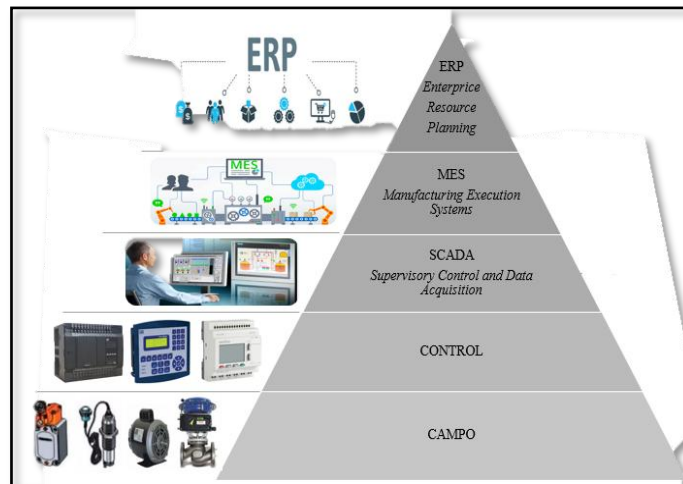 ERP
ERP
Enterprice
Resource
Planning
MES
MES
Manufacturing Execution
Systems
SCADA
Supervisory Control and Data
Acquisition
CONTROL
CAMPO